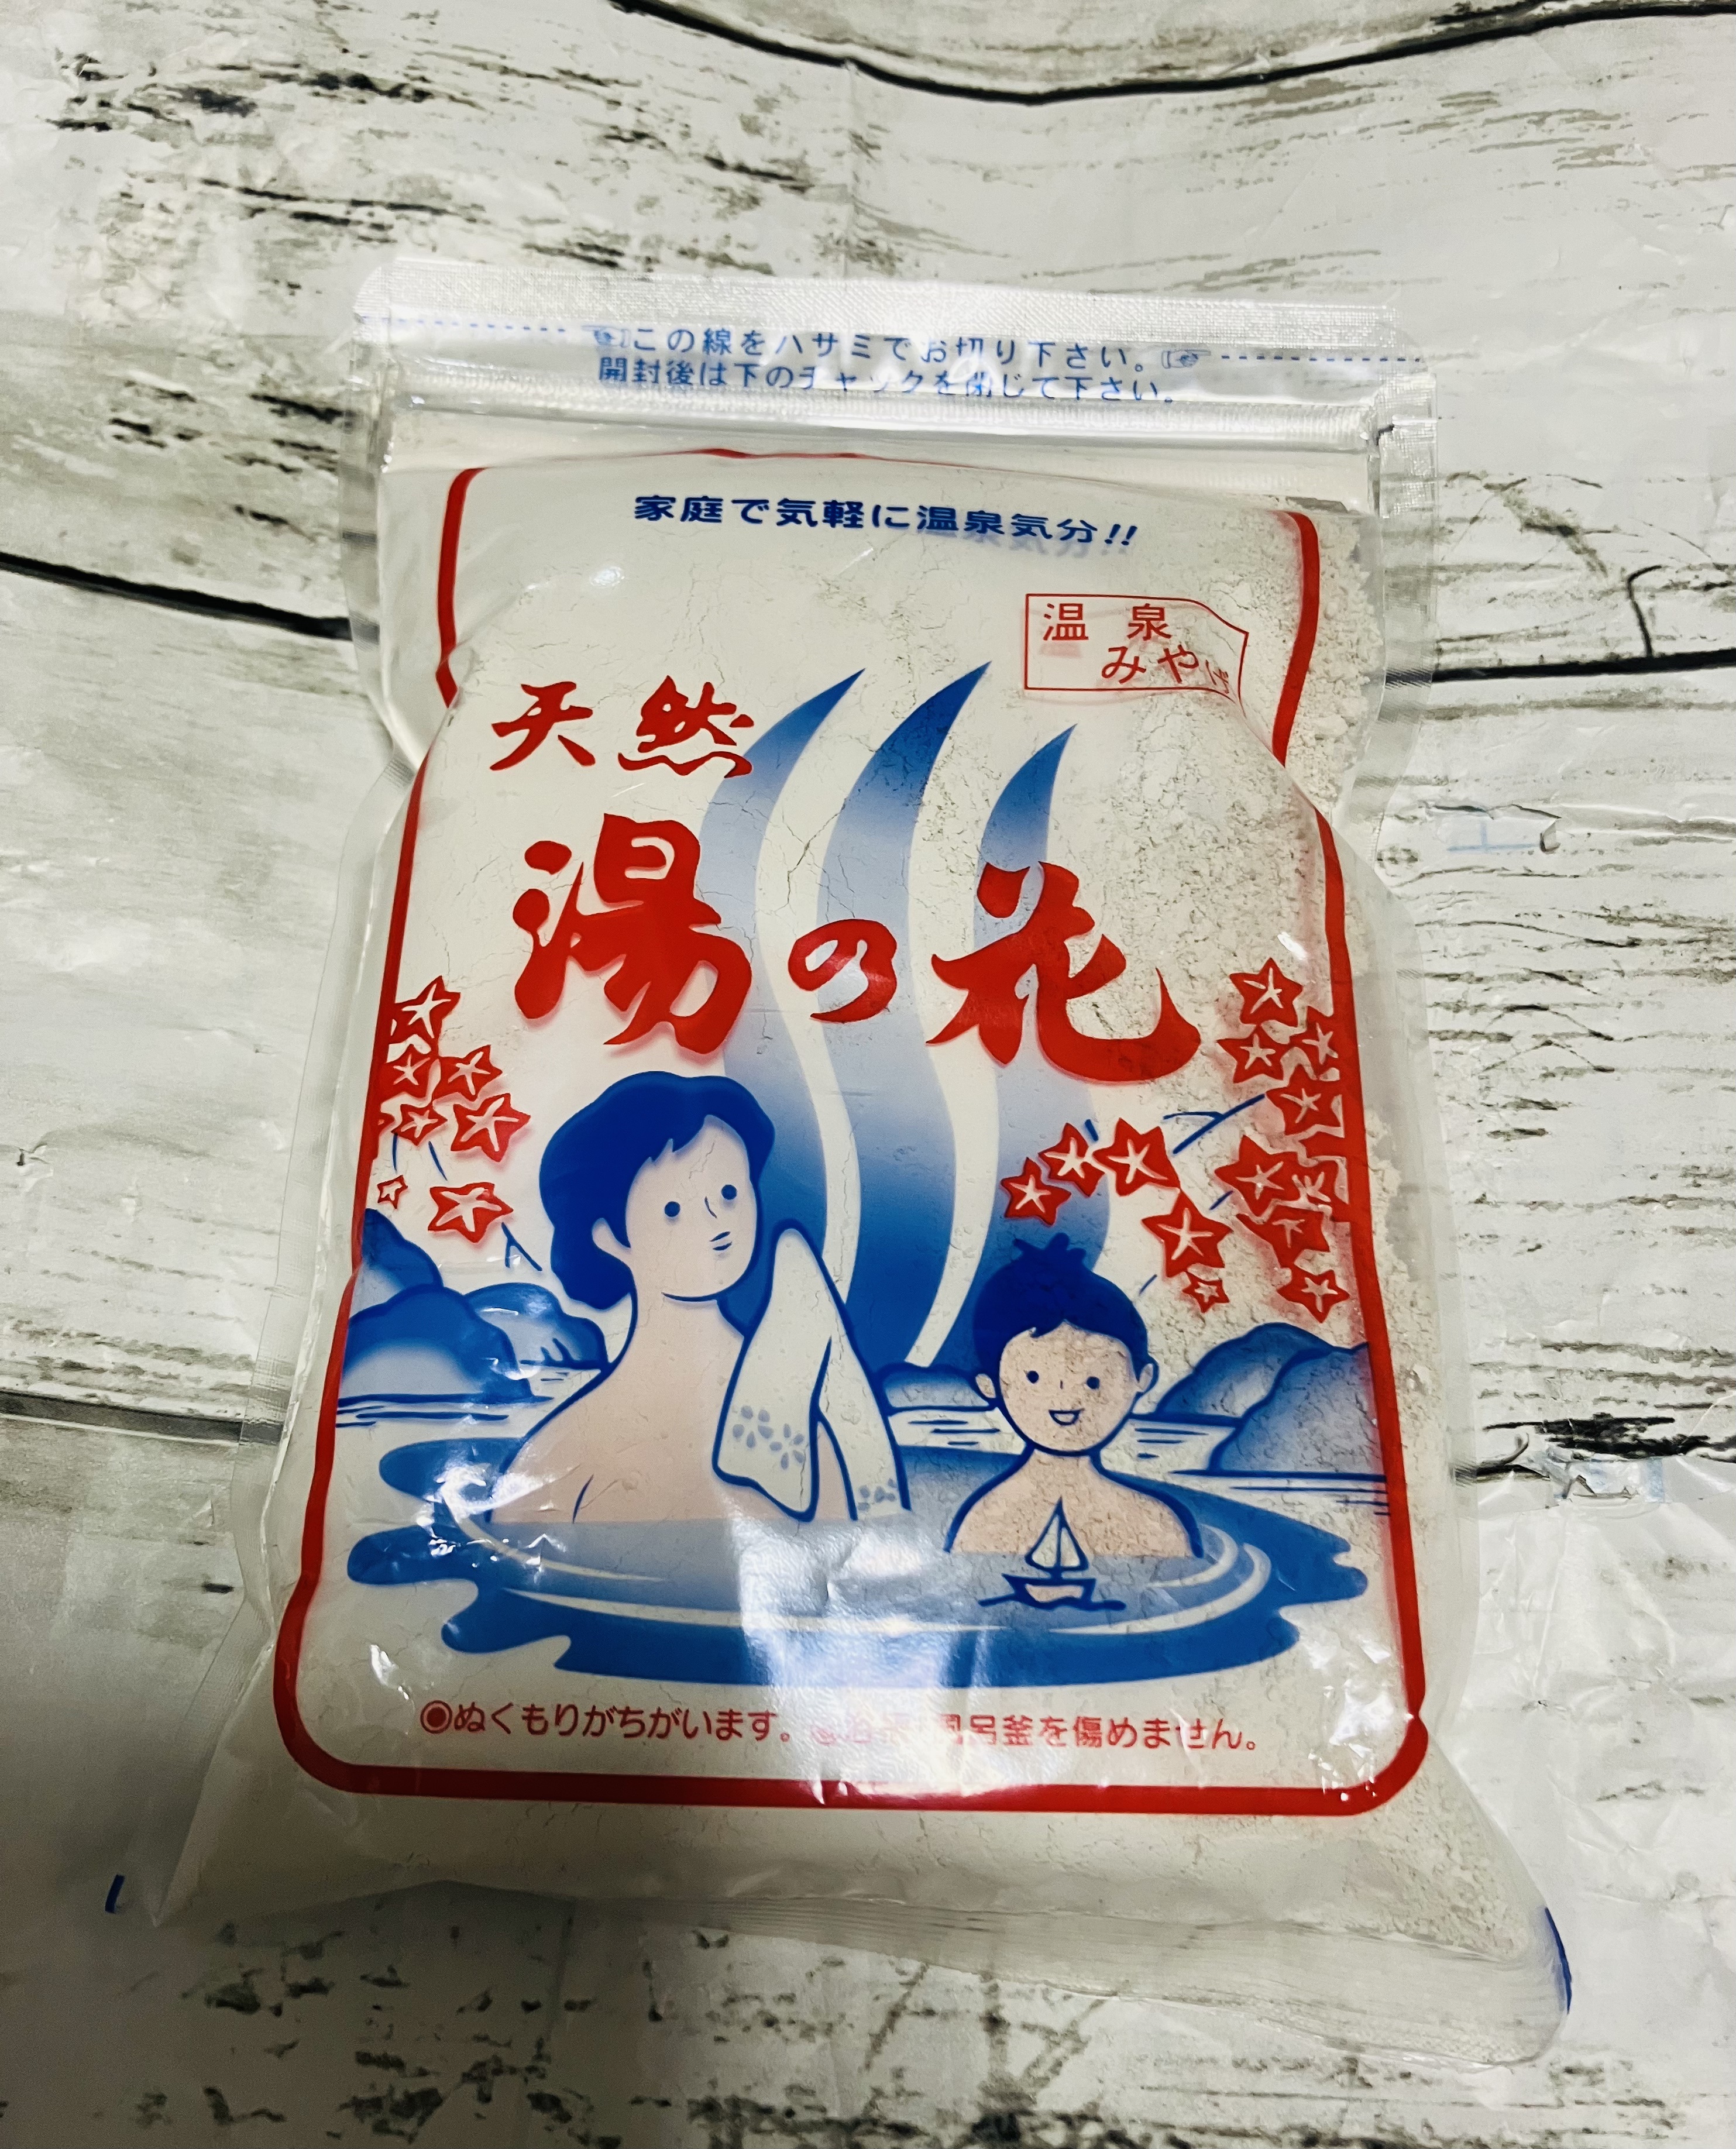 この線をハサミでお切り下さい。
開封後は下のチャックを閉じて下さい。
家庭で気軽に温泉気分!!
温泉
みやげ
天然
湯の花
◉ぬくもりがちがいます。
風呂釜を傷めません。